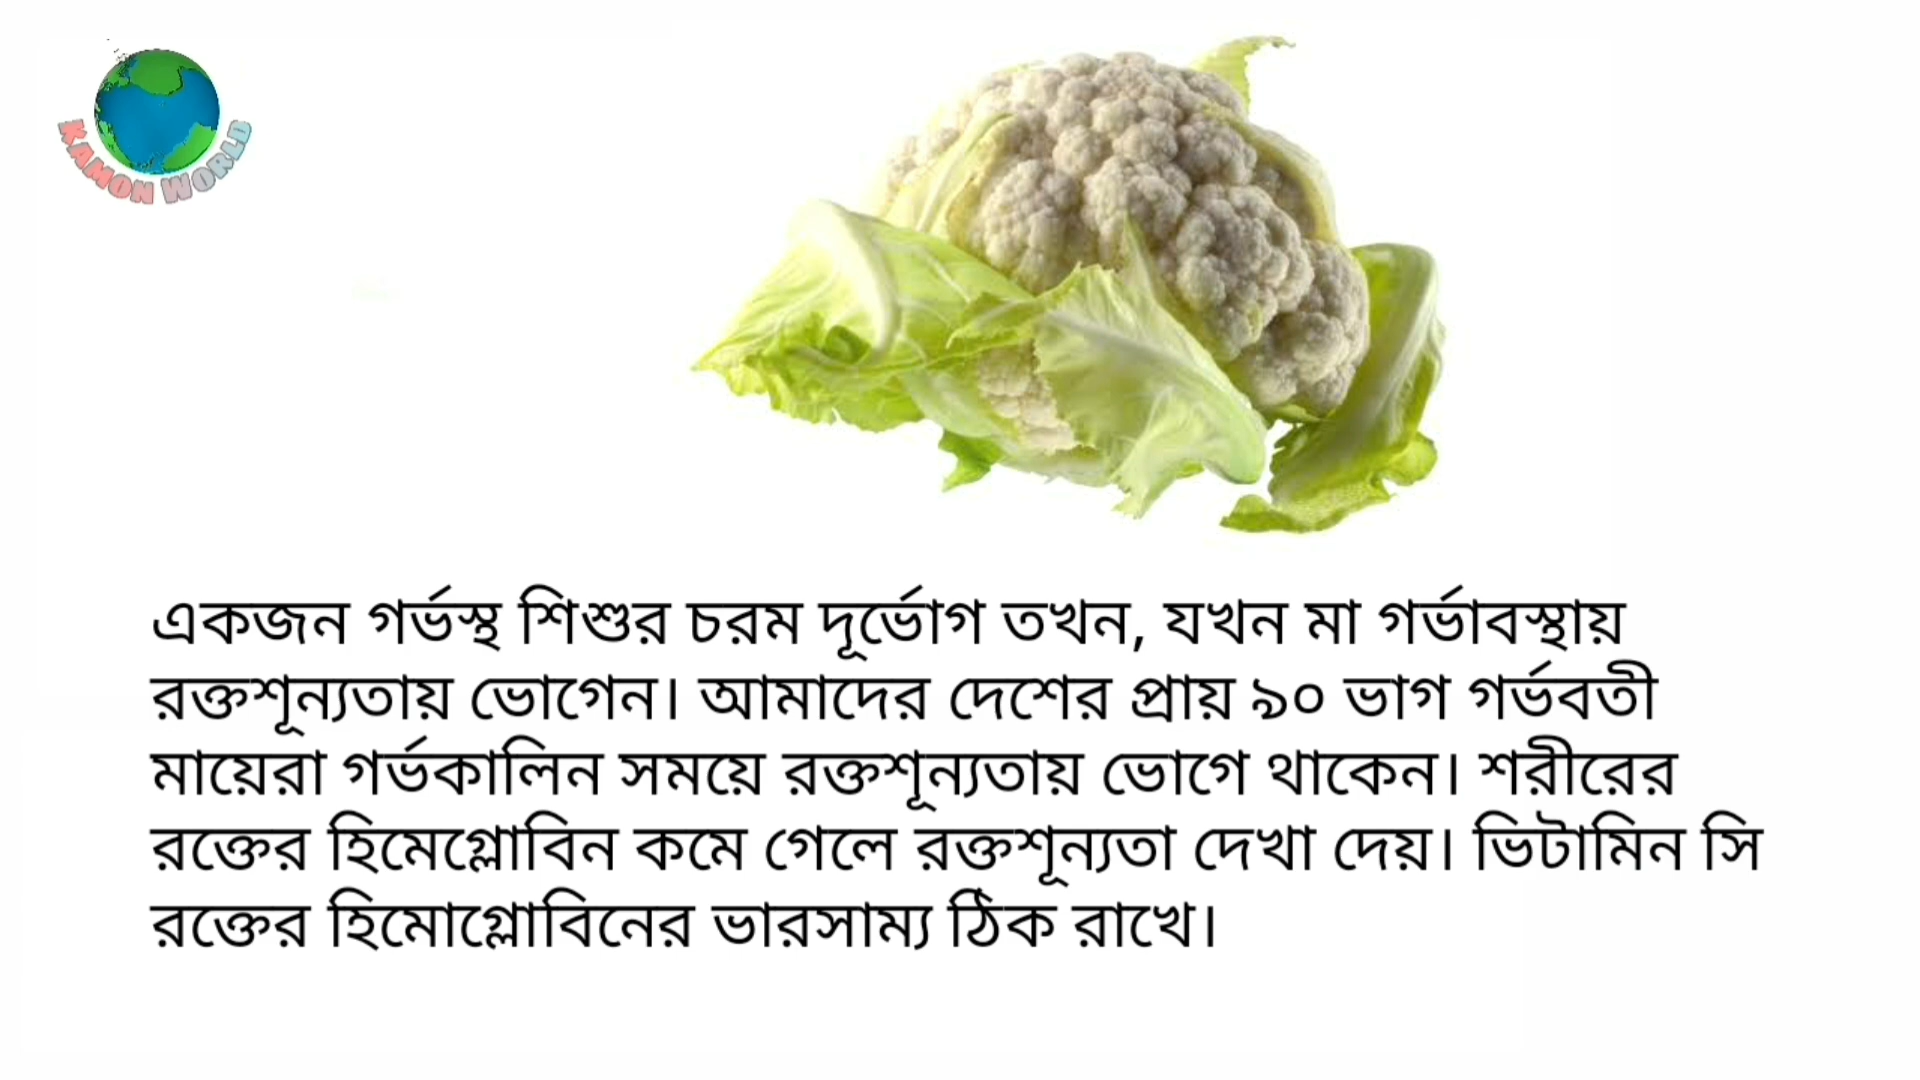 KAMON WORLD
একজন গর্ভস্থ শিশুর চরম দূর্ভোগ তখন, যখন মা গর্ভাবস্থায়
রক্তশূন্যতায় ভোগেন। আমাদের দেশের প্রায় ৯০ ভাগ গর্ভবতী
মায়েরা গর্ভকালিন সময়ে রক্তশূন্যতায় ভোগে থাকেন। শরীরের
রক্তের হিমেগ্লোবিন কমে গেলে রক্তশূন্যতা দেখা দেয়। ভিটামিন সি
রক্তের হিমোগ্লোবিনের ভারসাম্য ঠিক রাখে।